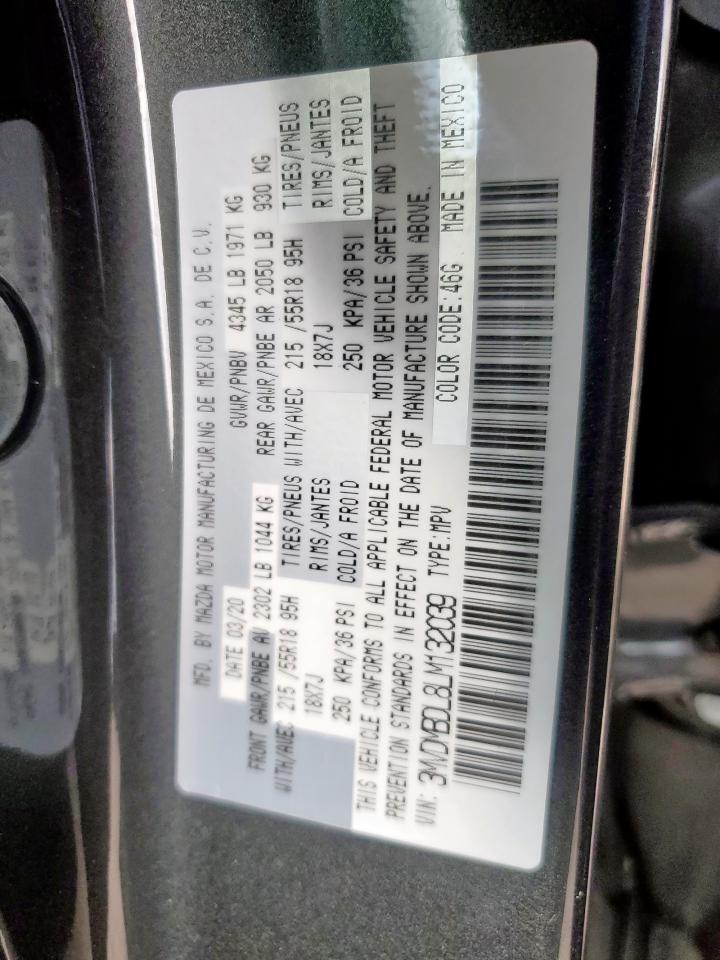 MFD. BY MAZDA MOTOR MANUFACTURING DE MEXICO S.A. DE C.V.
DATE 03/20 GVWR/PNBV 4345 LB 1971 KG
FRONT GAWR/PNBE AV 2302 LB 1044 KG REAR GAWR/PNBE AR 2050 LB 930 KG
WITH/AVEC 215 /55R18 95H TIRES/PNEUS WITH/AVEC 215 /55R18 95H TIRES/PNEUS
18X7J RIMS/JANTES 18X7J RIMS/JANTES
250 KPA/36 PSI COLD/A FROID 250 KPA/36 PSI COLD/A FROID
THIS VEHICLE CONFORMS TO ALL APPLICABLE FEDERAL MOTOR VEHICLE SAFETY AND THEFT
PREVENTION STANDARDS IN EFFECT ON THE DATE OF MANUFACTURE SHOWN ABOVE.
VIN: 3MVDMBDL8LM132039 TYPE:MPV COLOR CODE:46G MADE IN MEXICO